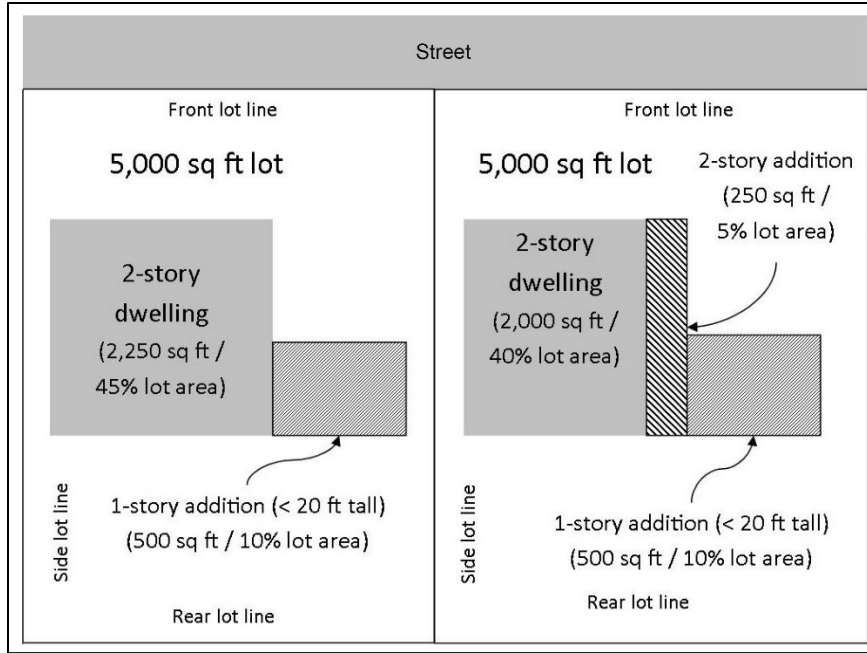 Street
Front lot line
5,000 sq ft lot
2-story
dwelling
(2,250 sq ft /
45% lot area)
1-story addition (< 20 ft tall)
(500 sq ft / 10% lot area)
Side lot line
Rear lot line
Front lot line
5,000 sq ft lot
2-story addition
(250 sq ft /
5% lot area)
2-story
dwelling
(2,000 sq ft /
40% lot area)
1-story addition (< 20 ft tall)
(500 sq ft / 10% lot area)
Side lot line
Rear lot line